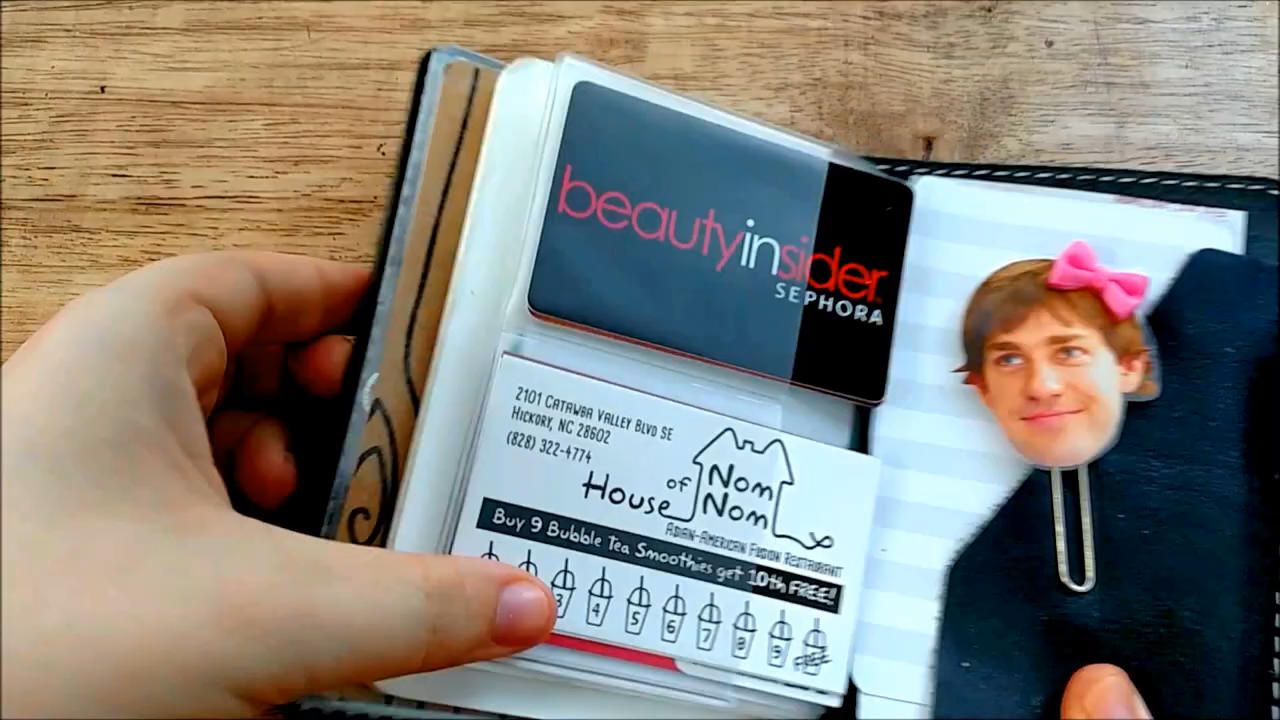 beautyinsider
SEPHORA
2101 Catawba Valley Blvd SE
Hickory, NC 28602
(828) 322-4774
House of Nom Nom
Asian-American Fusion Restaurant
Buy 9 Bubble Tea Smoothies get 10th FREE!
3 4 5 6 7 8 9 FREE